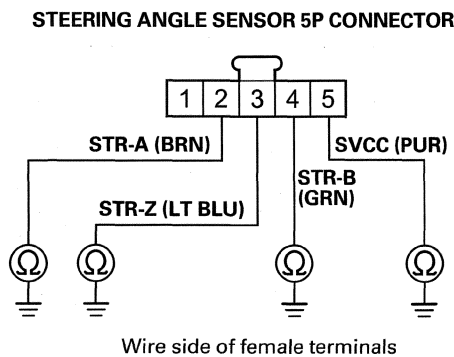 STEERING ANGLE SENSOR 5P CONNECTOR
1 2 3 4 5
STR-A (BRN)
SVCC (PUR)
STR-B
(GRN)
STR-Z (LT BLU)
Ω Ω Ω Ω
Wire side of female terminals